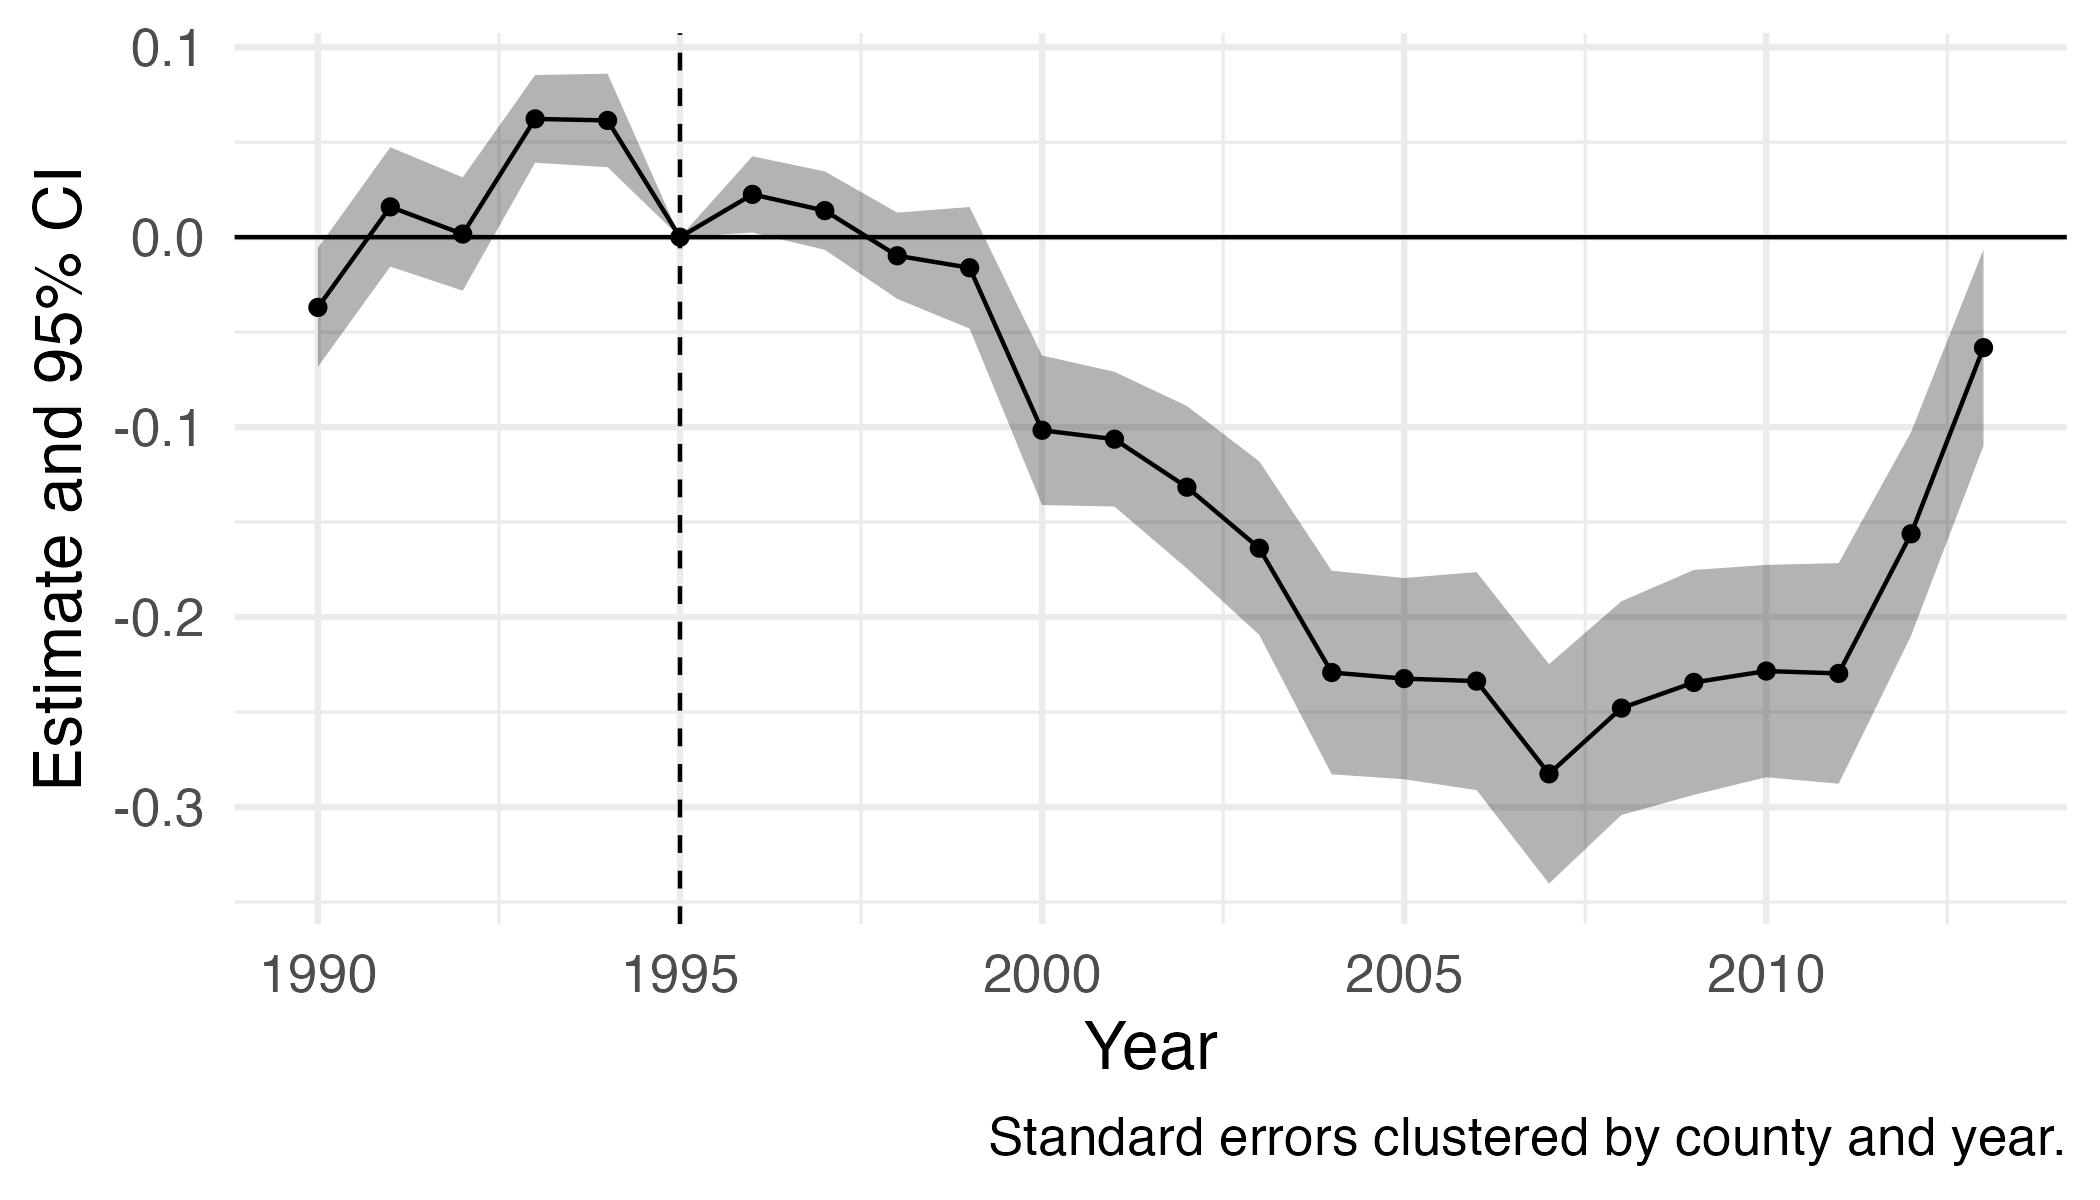 Estimate and 95% CI
0.1
0.0
-0.1
-0.2
-0.3
1990 1995 2000 2005 2010
Year
Standard errors clustered by county and year.